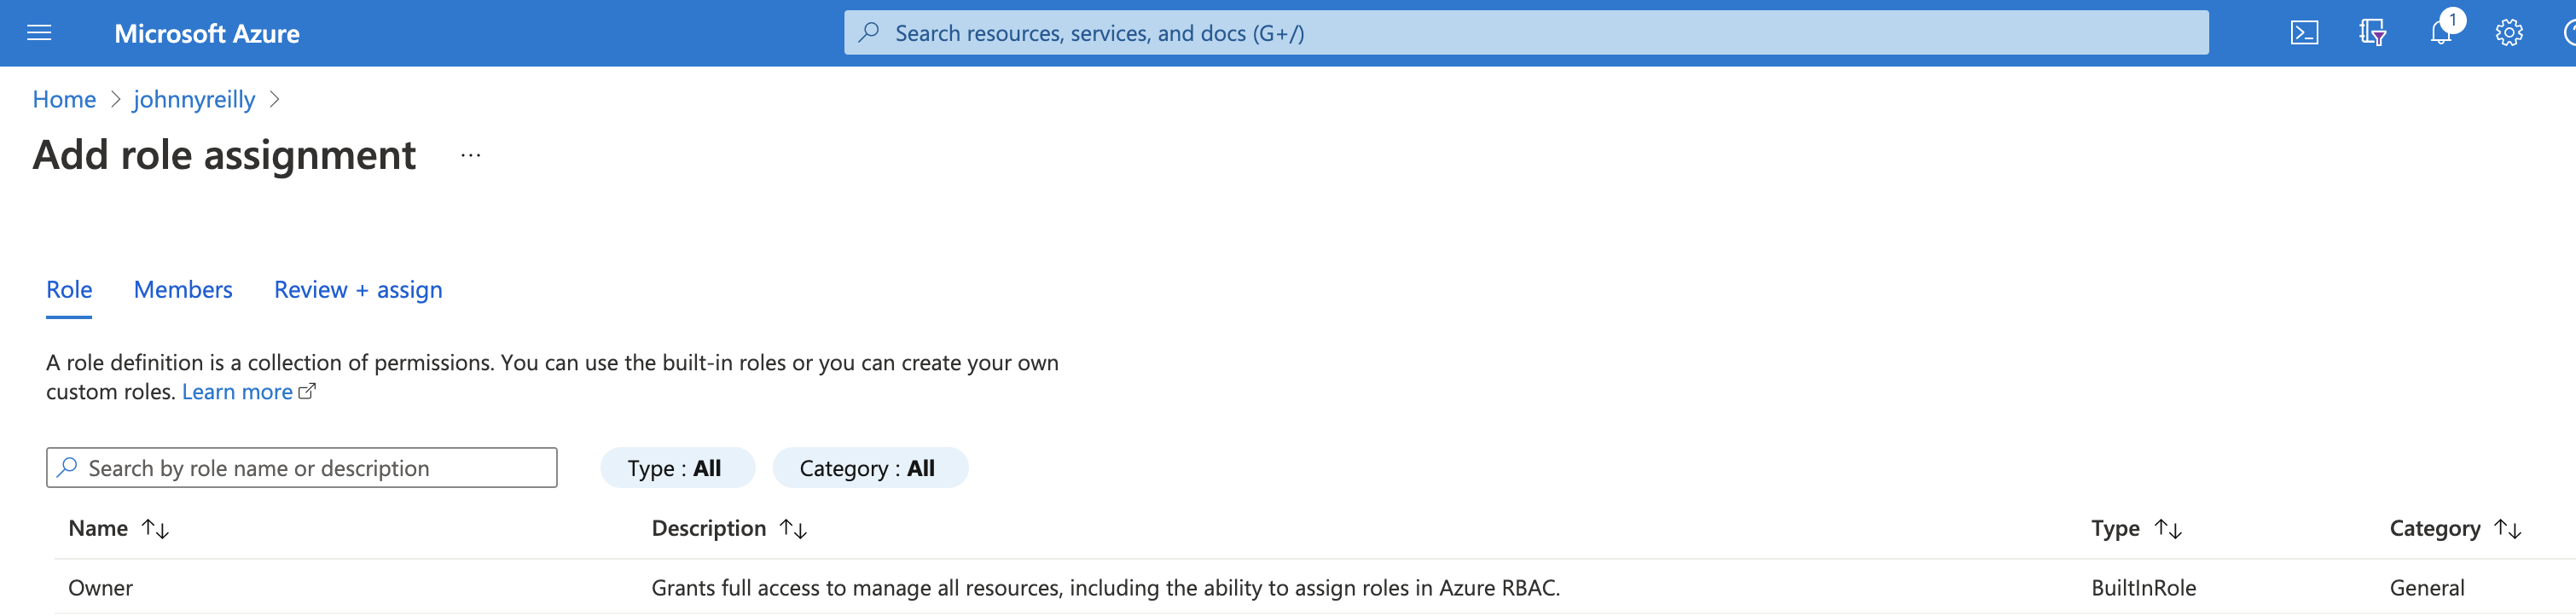 Microsoft Azure
Search resources, services, and docs (G+/)
1
Home > johnnyreilly >
Add role assignment ...
Role Members Review + assign
A role definition is a collection of permissions. You can use the built-in roles or you can create your own
custom roles. Learn more
Search by role name or description
Type : All
Category : All
Name Description Type Category
Owner Grants full access to manage all resources, including the ability to assign roles in Azure RBAC. BuiltInRole General